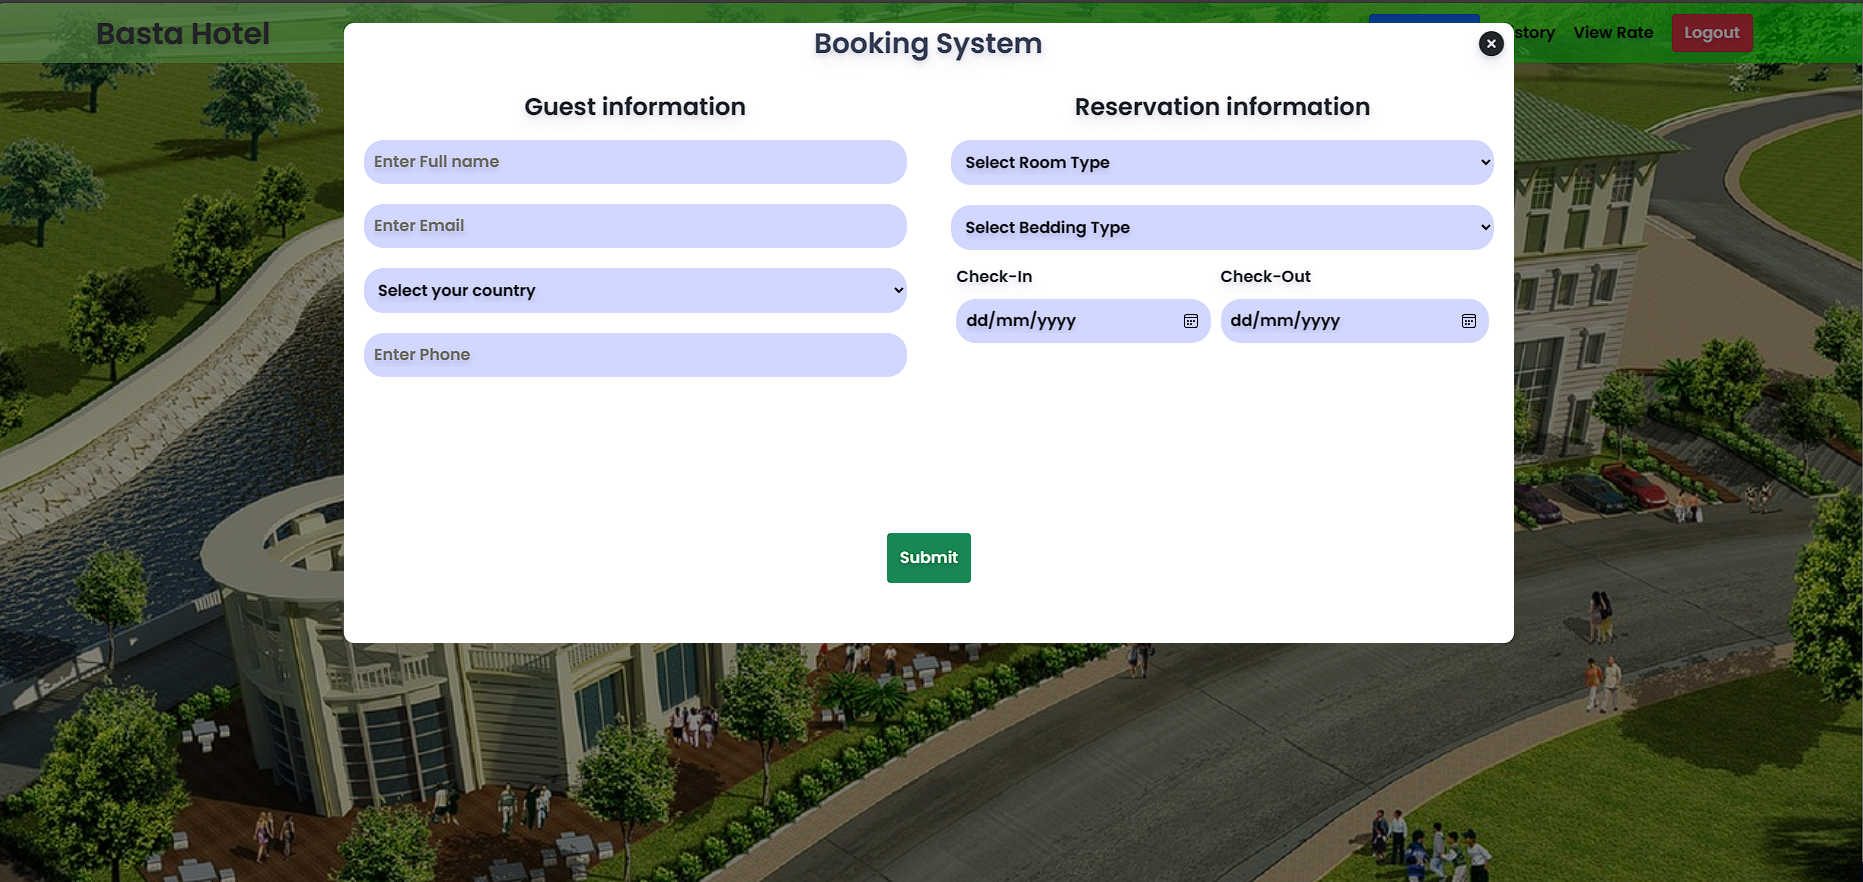 Basta Hotel
story
View Rate
Logout
Booking System
Guest information
Enter Full name
Enter Email
Select your country
Enter Phone
Reservation information
Select Room Type
Select Bedding Type
Check-In
Check-Out
dd/mm/yyyy
dd/mm/yyyy
Submit